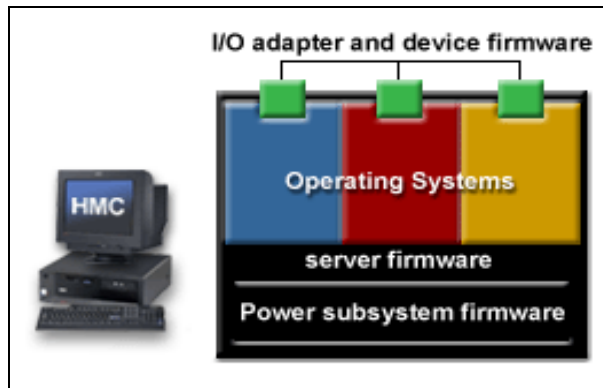 I/O adapter and device firmware
Operating Systems
HMC
server firmware
Power subsystem firmware